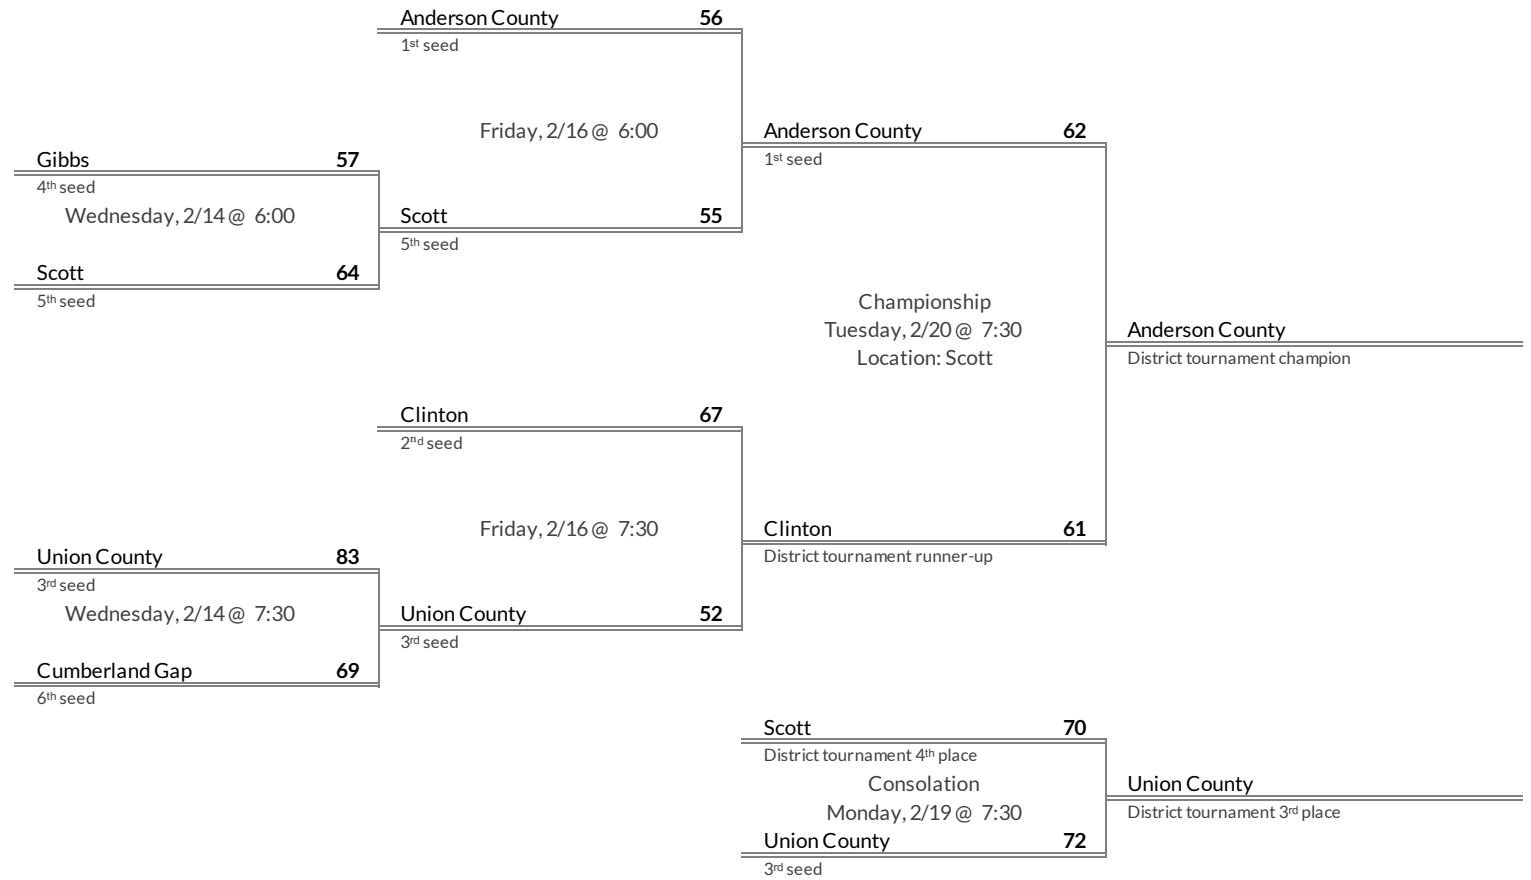 Anderson County 56
1st seed
Friday, 2/16 @ 6:00
Anderson County 62
1st seed
Gibbs 57
4th seed
Wednesday, 2/14 @ 6:00
Scott 55
5th seed
Scott 64
5th seed
Championship
Tuesday, 2/20 @ 7:30
Location: Scott
Anderson County
District tournament champion
Clinton 67
2nd seed
Friday, 2/16 @ 7:30
Clinton 61
District tournament runner-up
Union County 83
3rd seed
Wednesday, 2/14 @ 7:30
Union County 52
3rd seed
Cumberland Gap 69
6th seed
Scott 70
District tournament 4th place
Consolation
Monday, 2/19 @ 7:30
Union County
District tournament 3rd place
Union County 72
3rd seed